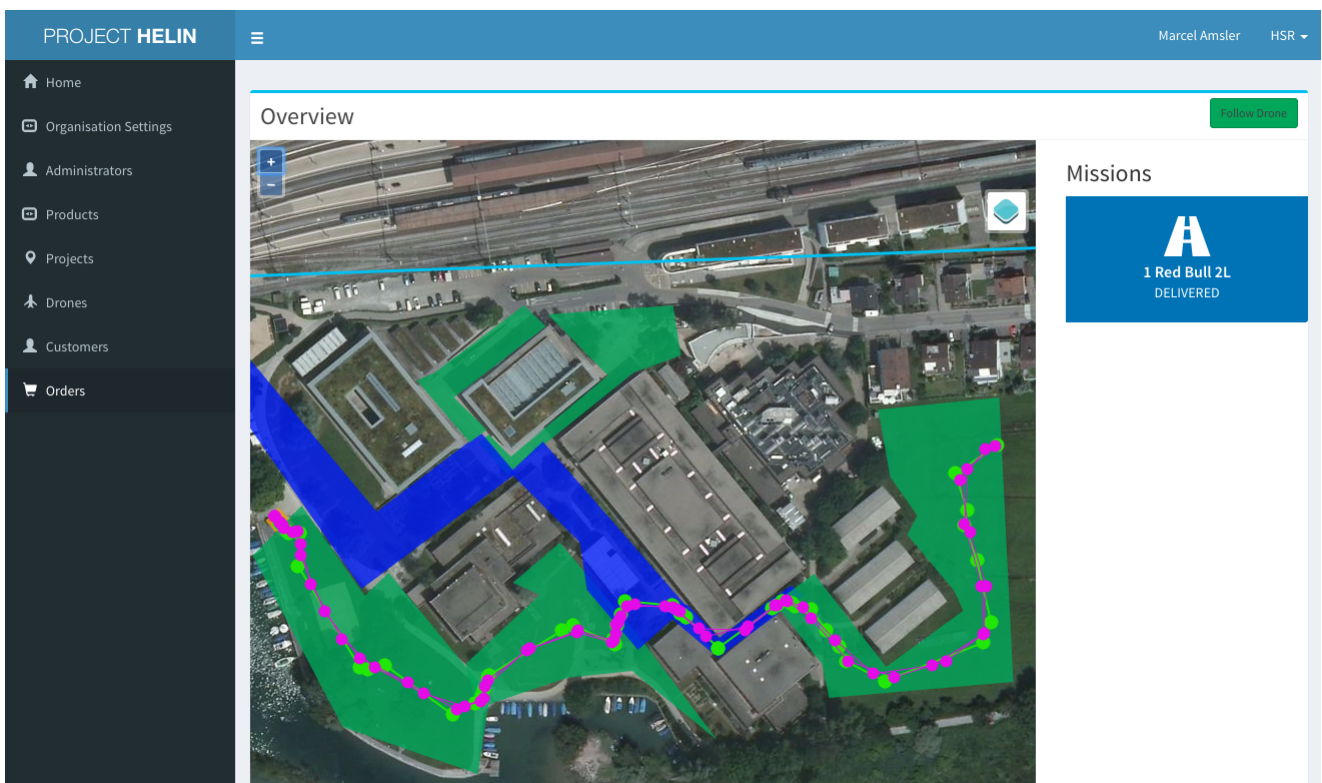 PROJECT HELIN
Marcel Amsler HSR
Home
Organisation Settings
Administrators
Products
Projects
Drones
Customers
Orders
Overview
Follow Drone
+
-
Missions
1 Red Bull 2L
DELIVERED